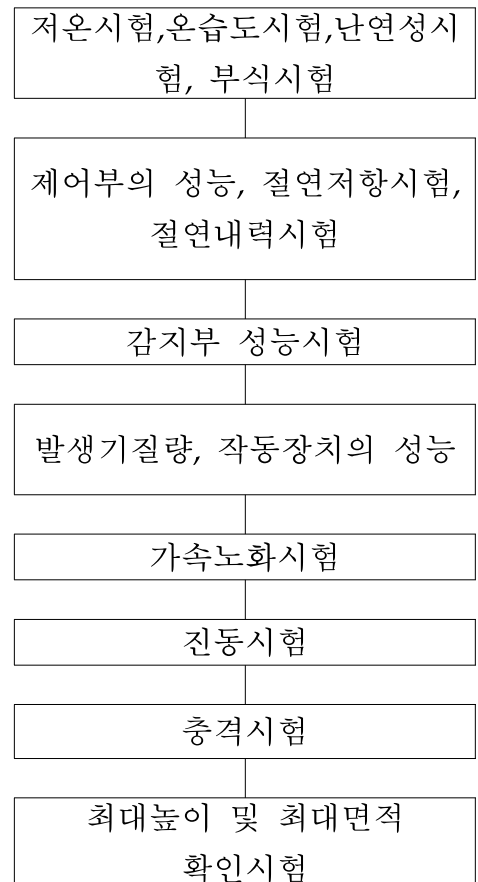 저온시험,온습도시험,난연성시
험, 부식시험
제어부의 성능, 절연저항시험,
절연내력시험
감지부 성능시험
발생기질량, 작동장치의 성능
가속노화시험
진동시험
충격시험
최대높이 및 최대면적
확인시험